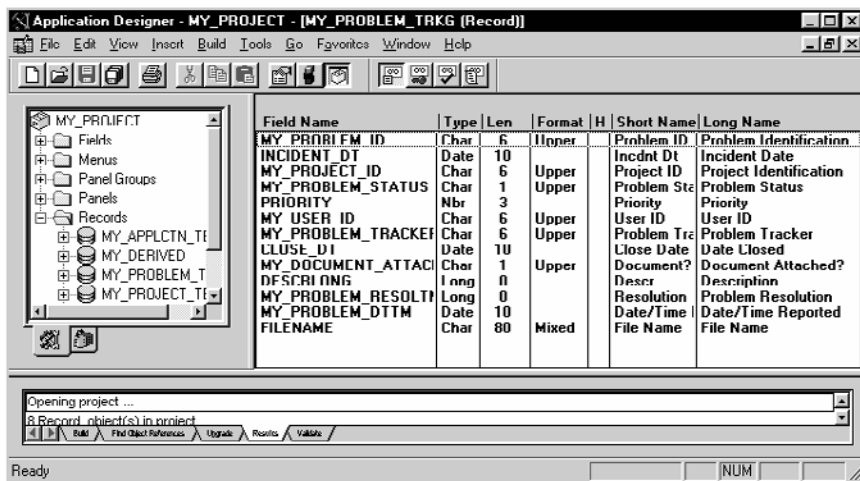 Application Designer - MY_PROJECT - [MY_PROBLEM_TRKG (Record)]
File Edit View Insert Build Tools Go Favorites Window Help
MY_PROJECT
Fields
Menus
Panel Groups
Panels
Records
MY_APPLCTN_TE
MY_DERIVED
MY_PROBLEM_T
MY_PROJECT_TE
Field Name Type Len Format H Short Name Long Name
MY_PROBLEM_ID Char 6 Upper Problem ID Problem Identification
INCIDENT_DT Date 10 Incdnt Dt Incident Date
MY_PROJECT_ID Char 6 Upper Project ID Project Identification
MY_PROBLEM_STATUS Char 1 Upper Problem Sta Problem Status
PRIORITY Nbr 3 Priority Priority
MY_USER_ID Char 6 Upper User ID User ID
MY_PROBLEM_TRACKER Char 6 Upper Problem Tra Problem Tracker
CLOSE_DT Date 10 Close Date Date Closed
MY_DOCUMENT_ATTACH Char 1 Upper Document? Document Attached?
DESCRLONG Long 0 Descr Description
MY_PROBLEM_RESOLTN Long 0 Resolution Problem Resolution
MY_PROBLEM_DTTM Date 10 Date/Time Date/Time Reported
FILENAME Char 80 Mixed File Name File Name
Opening project ...
8 Record object(s) in project
Build Find Object References Upgrade Results Validate
Ready NUM